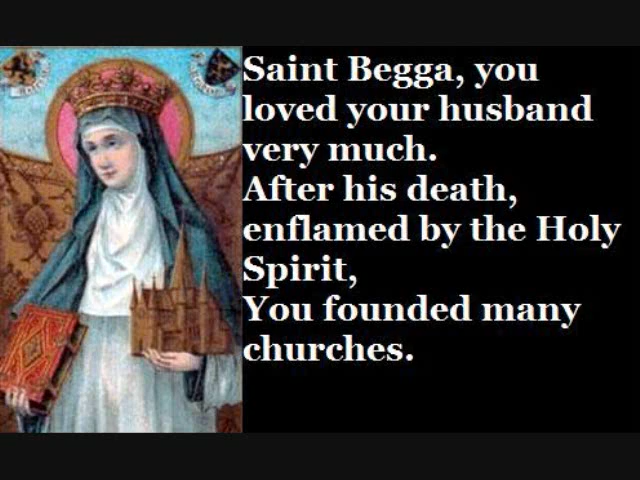 Saint Begga, you
loved your husband
very much.
After his death,
enflamed by the Holy
Spirit,
You founded many
churches.